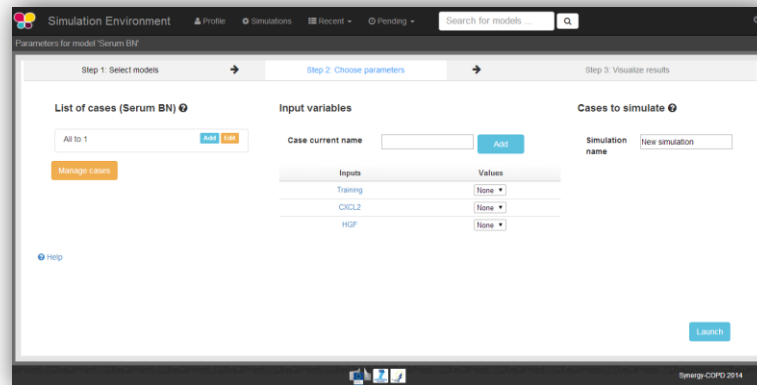 Simulation Environment Profile Simulations Recent Pending Search for models ...
Parameters for model 'Serum BN'
Step 1: Select models Step 2: Choose parameters Step 3: Visualize results
List of cases (Serum BN) Input variables Cases to simulate
All to 1 Add Edit Case current name Add Simulation name New simulation
Manage cases
Inputs Values
Training None
CXCL2 None
HGF None
Help
Launch
Synergy-COPD 2014